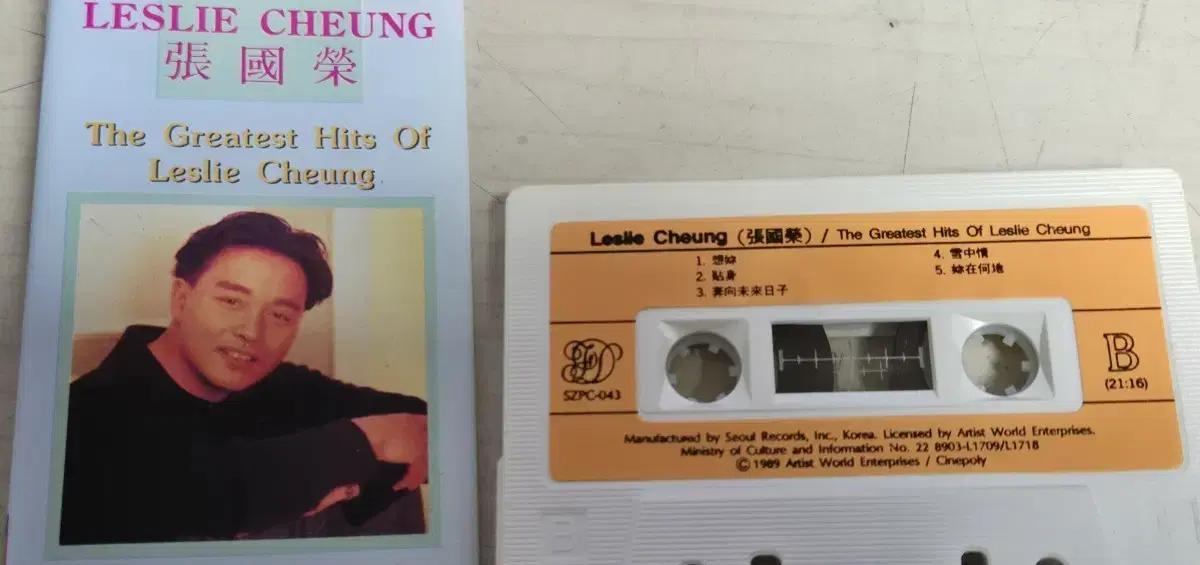 LESLIE CHEUNG
張國榮
The Greatest Hits Of
Leslie Cheung
Leslie Cheung (張國榮) / The Greatest Hits Of Leslie Cheung
1. 想妳
2. 貼身
3. 奔向未來日子
4. 雪中情
5. 妳在何地
SZPC-043
B
(21:16)
Manufactured by Seoul Records, Inc., Korea. Licensed by Artist World Enterprises.
Ministry of Culture and Information No. 22 8903-L1709/L1718
© 1989 Artist World Enterprises / Cinepoly
B